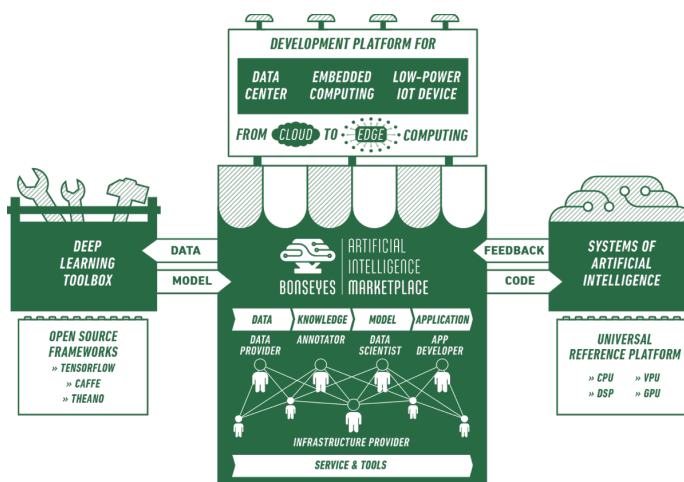 DEVELOPMENT PLATFORM FOR
DATA CENTER
EMBEDDED COMPUTING
LOW-POWER IOT DEVICE
FROM CLOUD TO EDGE COMPUTING
DEEP
LEARNING
TOOLBOX
DATA
MODEL
BONSEYES
ARTIFICIAL
INTELLIGENCE
MARKETPLACE
FEEDBACK
CODE
SYSTEMS OF
ARTIFICIAL
INTELLIGENCE
OPEN SOURCE
FRAMEWORKS
» TENSORFLOW
» CAFFE
» THEANO
DATA KNOWLEDGE MODEL APPLICATION
DATA PROVIDER
ANNOTATOR
DATA SCIENTIST
APP DEVELOPER
INFRASTRUCTURE PROVIDER
SERVICE & TOOLS
UNIVERSAL
REFERENCE PLATFORM
» CPU » VPU
» DSP » GPU